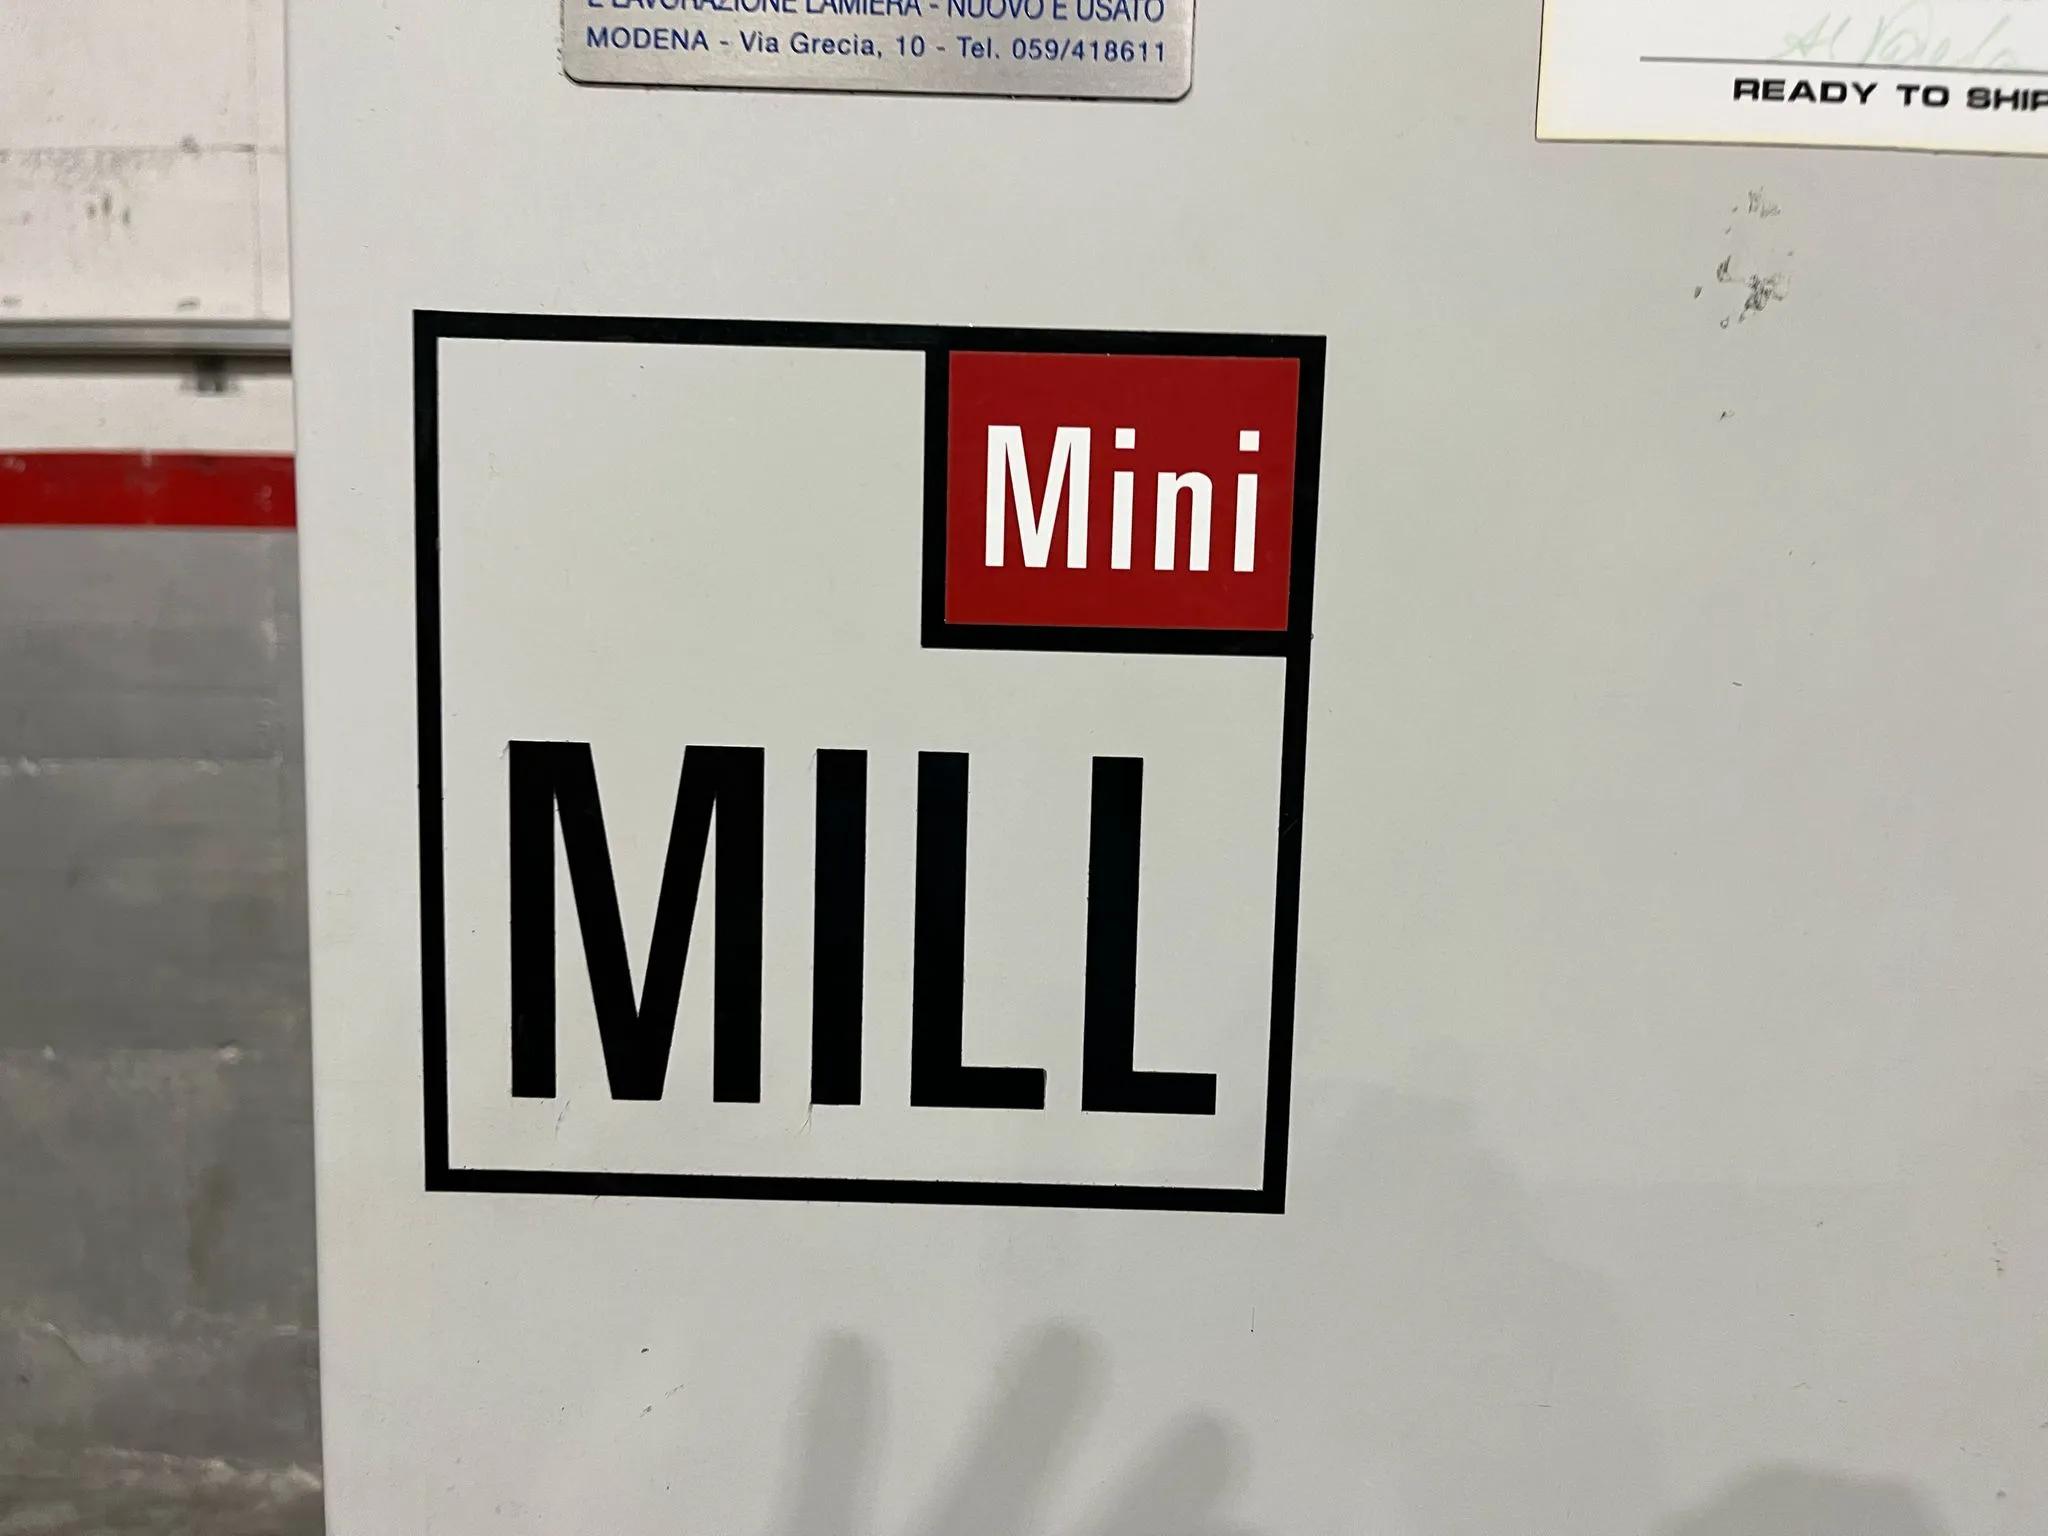 E LAVORAZIONE LAMIERA - NUOVO E USATO
MODENA - Via Grecia, 10 - Tel. 059/418611
READY TO SHIP
Mini
MILL